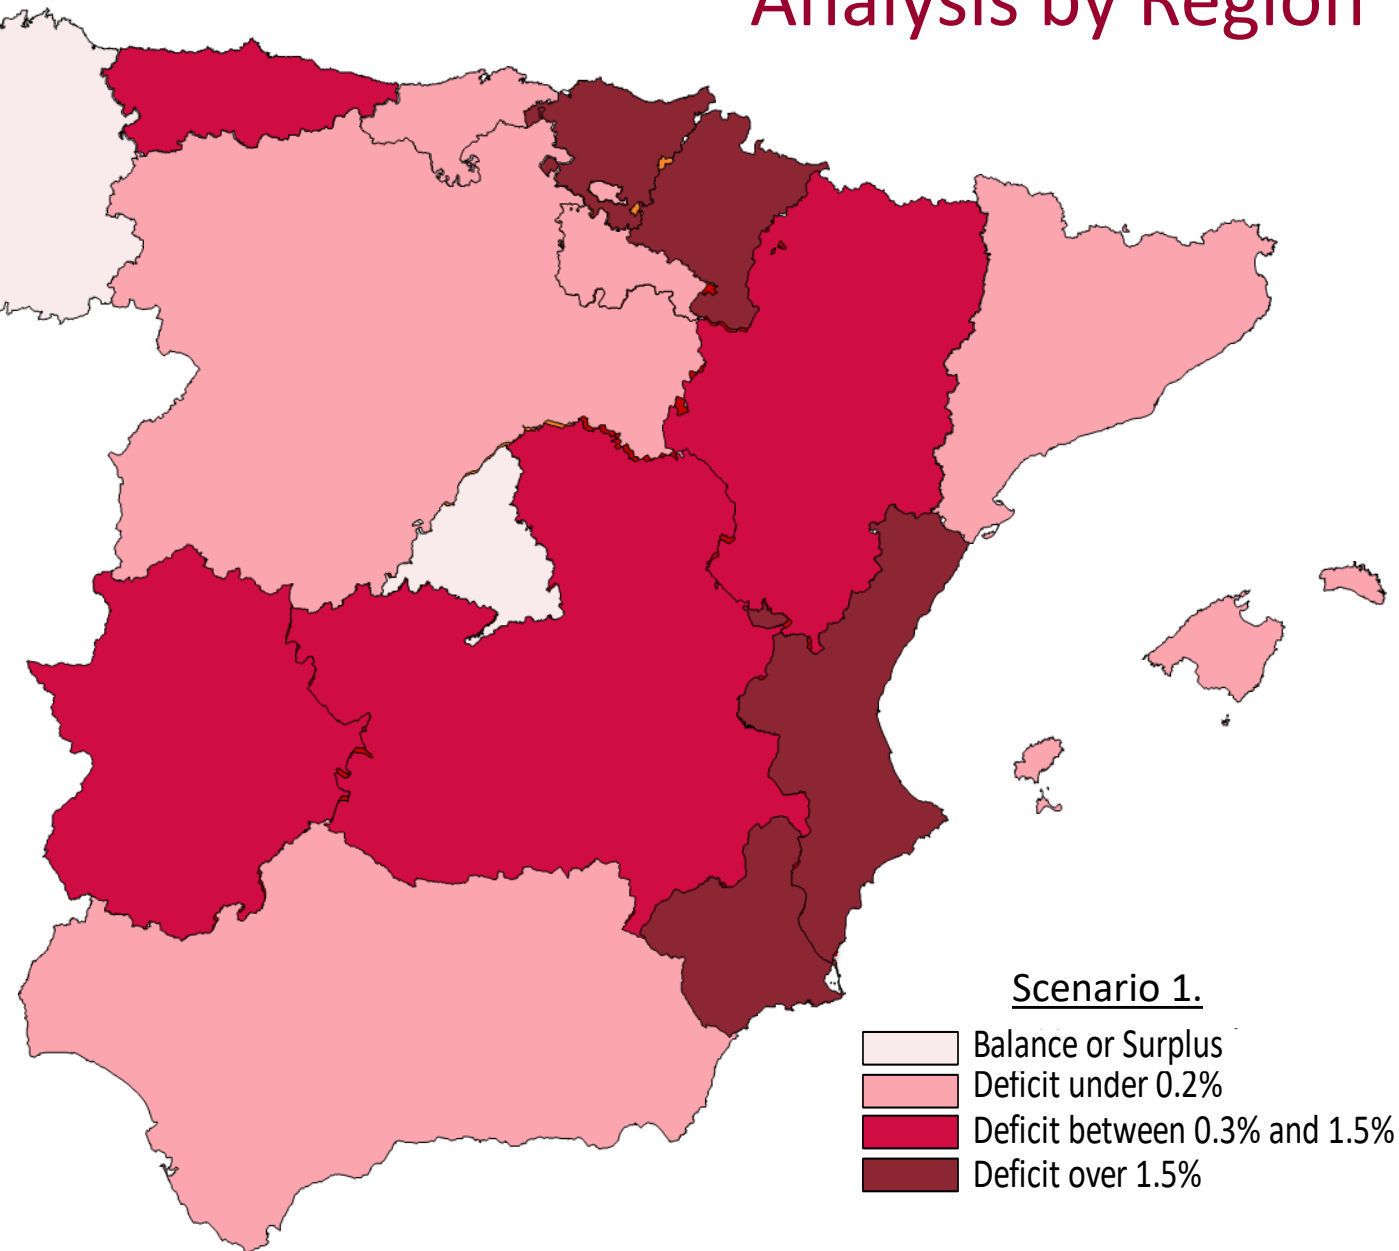 Analysis by Region
Scenario 1.
Balance or Surplus
Deficit under 0.2%
Deficit between 0.3% and 1.5%
Deficit over 1.5%